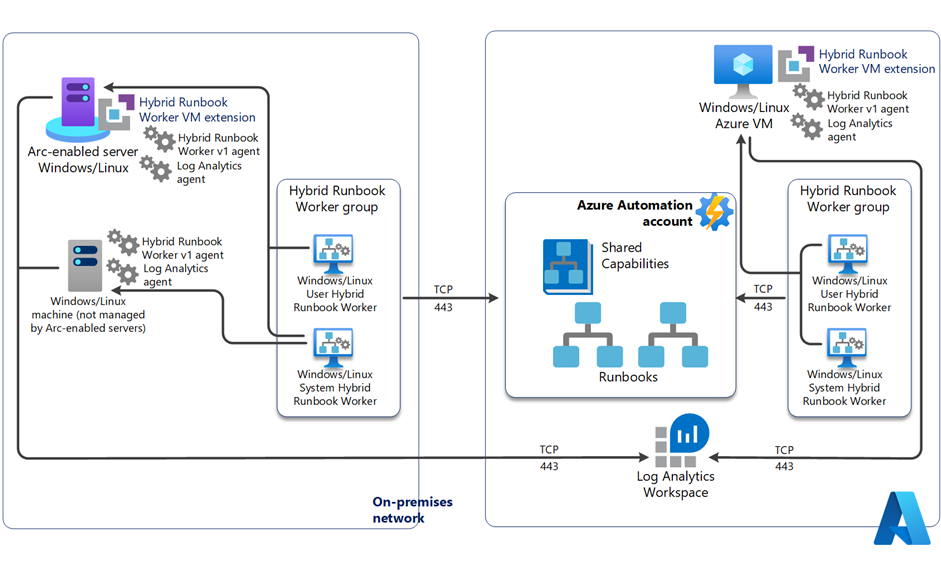 Hybrid Runbook
Worker VM extension
Hybrid Runbook
Worker v1 agent
Log Analytics
agent
Arc-enabled server
Windows/Linux
Hybrid Runbook
Worker v1 agent
Log Analytics
agent
Windows/Linux
machine (not managed
by Arc-enabled servers)
Hybrid Runbook
Worker group
Windows/Linux
User Hybrid
Runbook Worker
Windows/Linux
System Hybrid
Runbook Worker
TCP
443
On-premises
network
Azure Automation
account
Shared
Capabilities
Runbooks
TCP
443
Hybrid Runbook
Worker VM extension
Windows/Linux
Azure VM
Hybrid Runbook
Worker v1 agent
Log Analytics
agent
Hybrid Runbook
Worker group
Windows/Linux
User Hybrid
Runbook Worker
Windows/Linux
System Hybrid
Runbook Worker
TCP
443
Log Analytics
Workspace
TCP
443